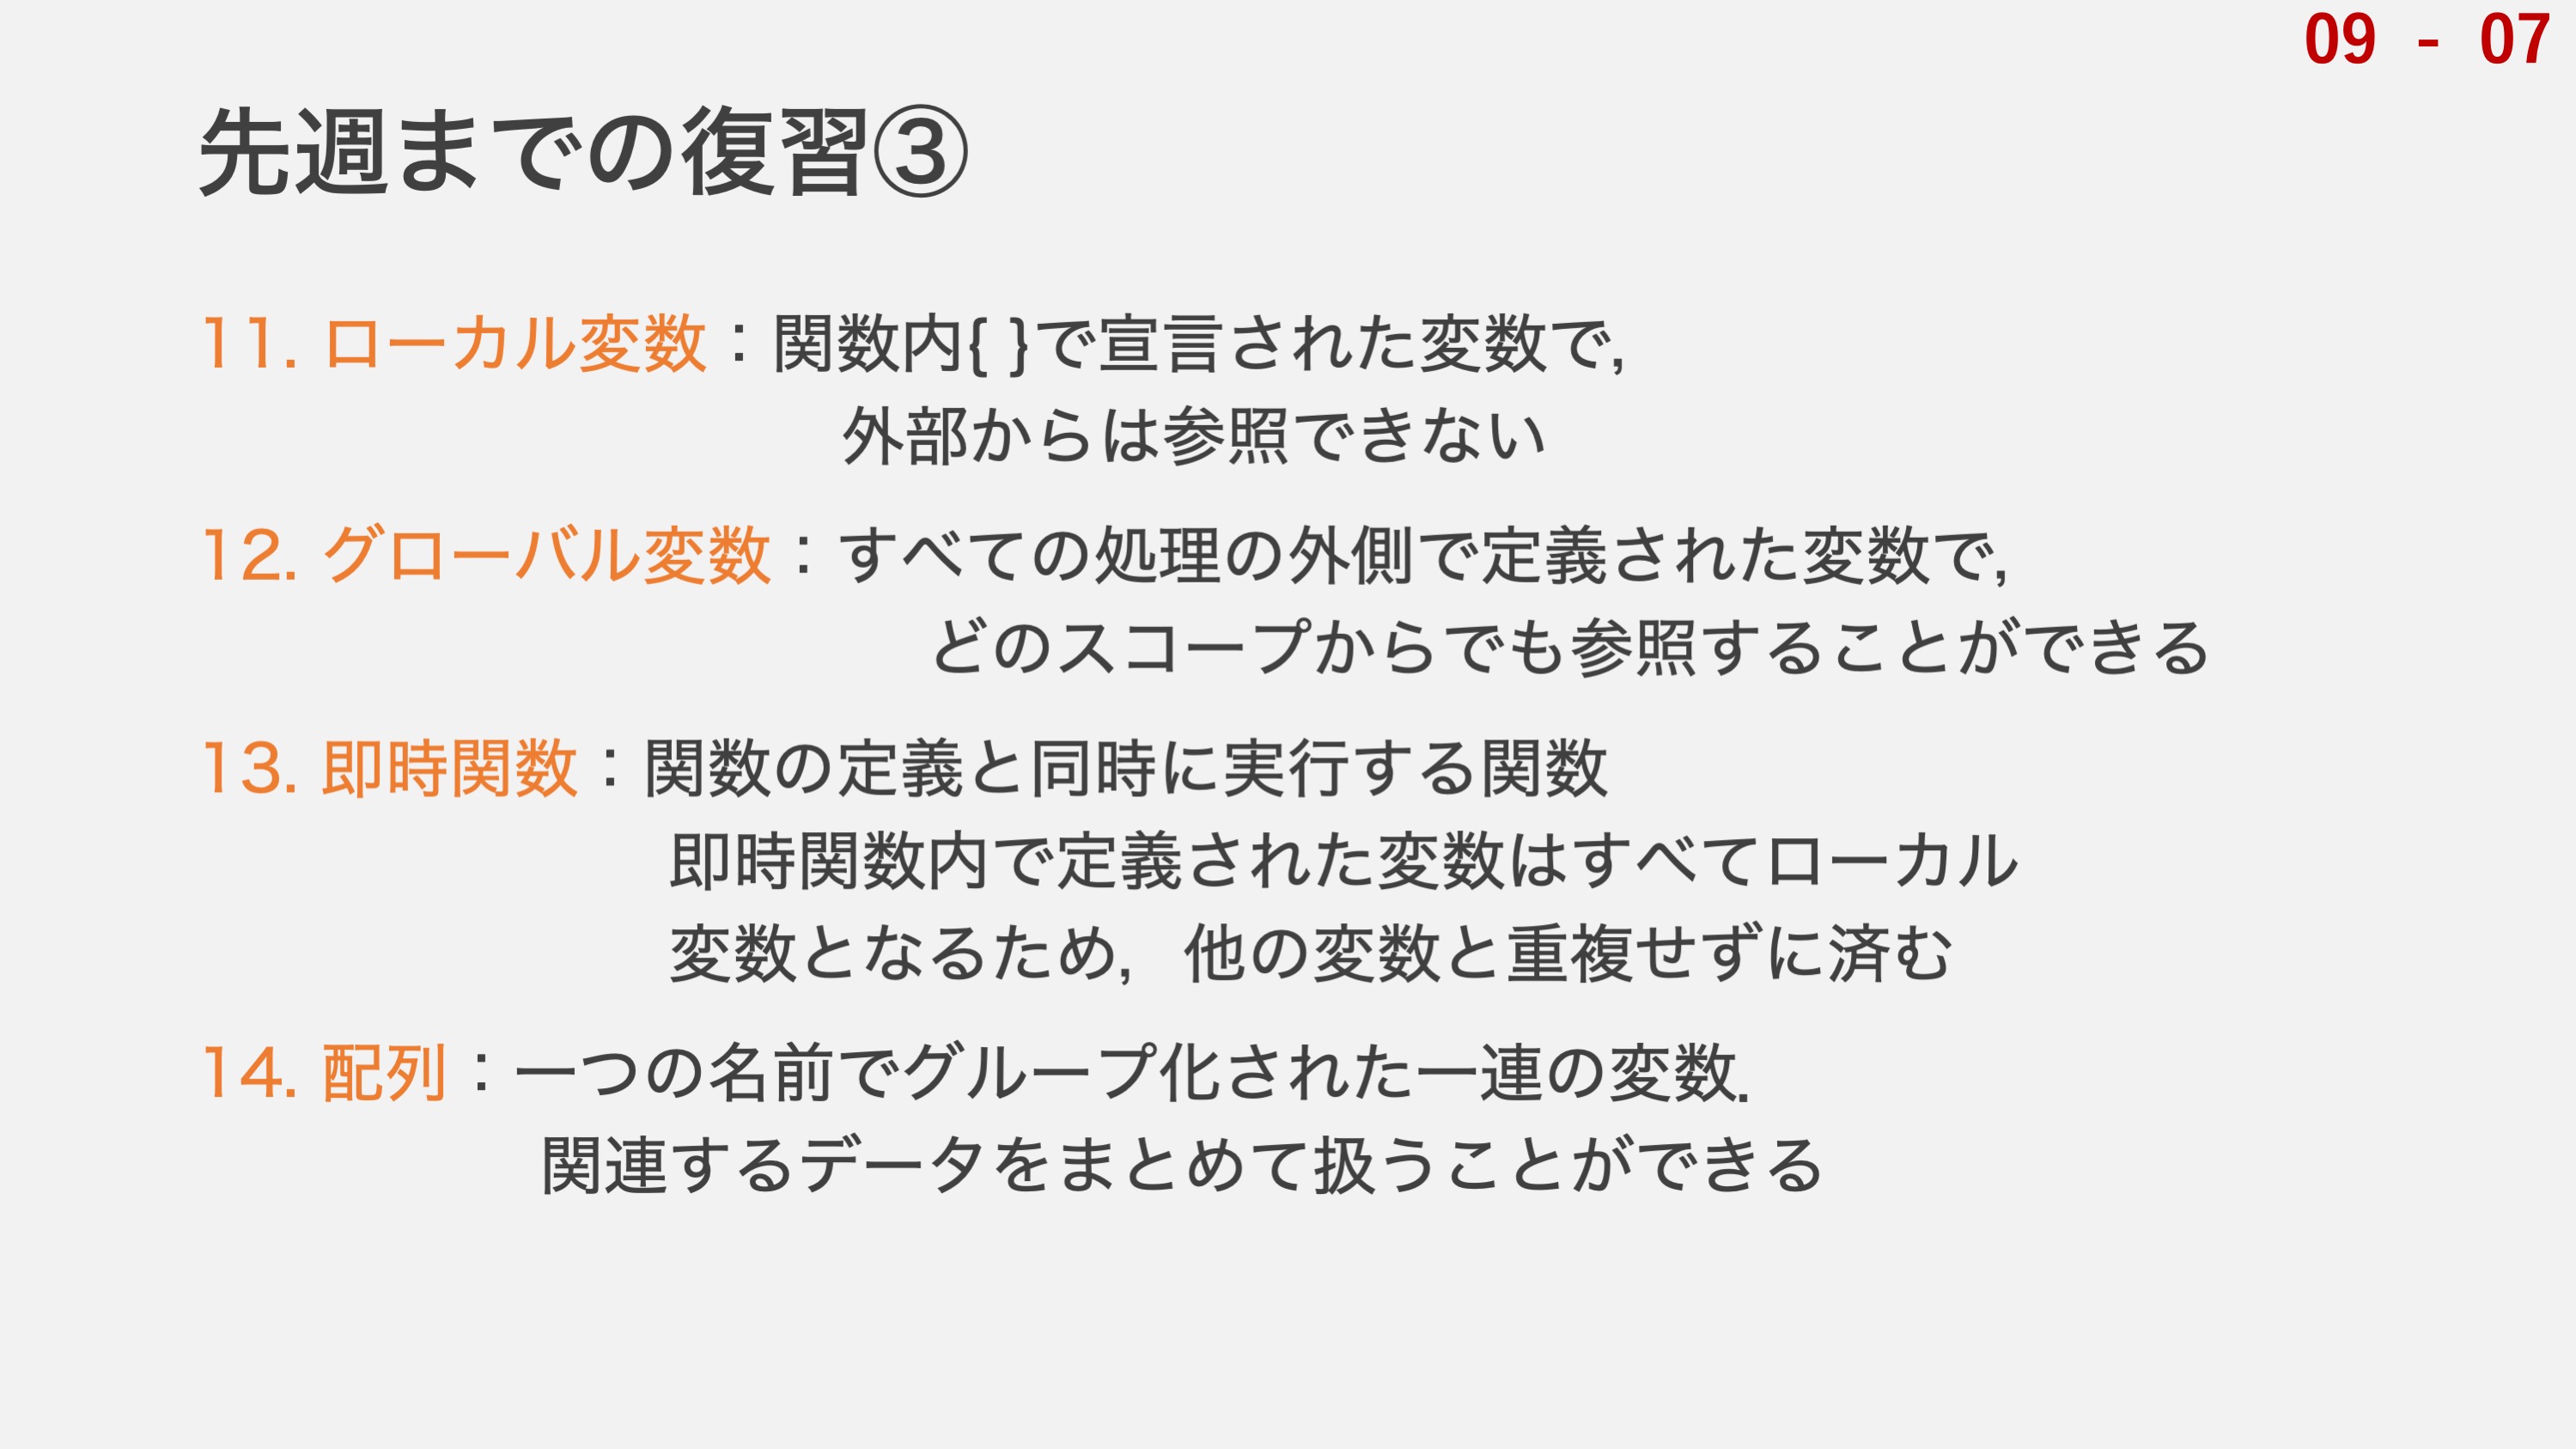 09 - 07
先週までの復習③
11. ローカル変数：関数内{ }で宣言された変数で，
外部からは参照できない
12. グローバル変数：すべての処理の外側で定義された変数で，
どのスコープからでも参照することができる
13. 即時関数：関数の定義と同時に実行する関数
即時関数内で定義された変数はすべてローカル
変数となるため，他の変数と重複せずに済む
14. 配列：一つの名前でグループ化された一連の変数．
関連するデータをまとめて扱うことができる